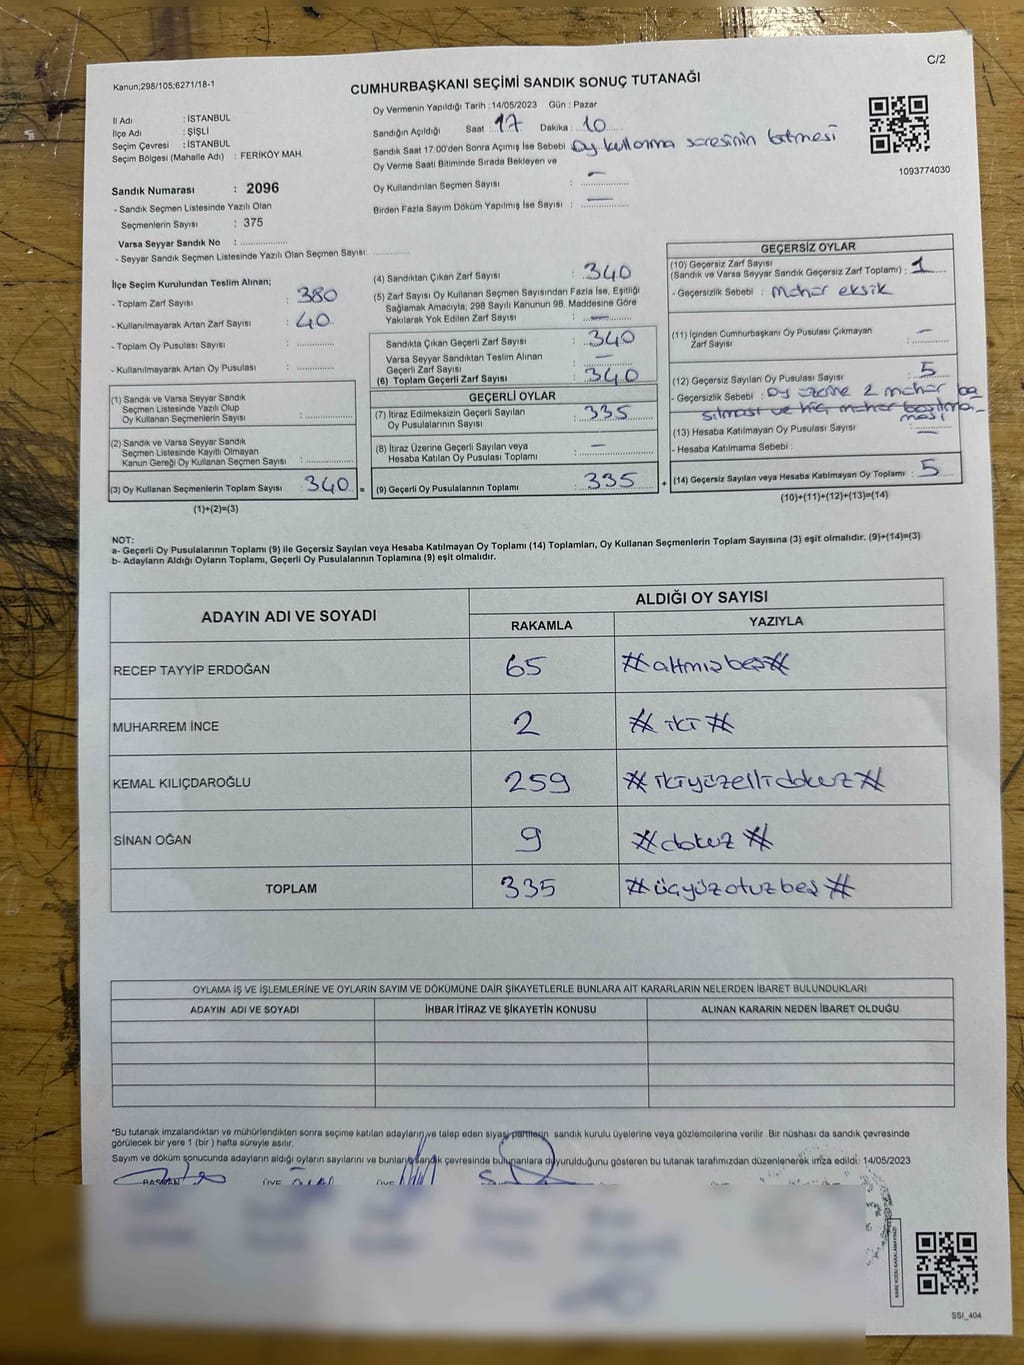 C/2
Kanun;298/105;6271/18-1
CUMHURBAŞKANI SEÇİMİ SANDIK SONUÇ TUTANAĞI
İl Adı : İSTANBUL
İlçe Adı : ŞİŞLİ
Seçim Çevresi : İSTANBUL
Seçim Bölgesi (Mahalle Adı) : FERİKÖY MAH.
Sandık Numarası : 2096
- Sandık Seçmen Listesinde Yazılı Olan
Seçmenlerin Sayısı : 375
Varsa Seyyar Sandık No :
- Seyyar Sandık Seçmen Listesinde Yazılı Olan Seçmen Sayısı:
Oy Vermenin Yapıldığı Tarih : 14/05/2023 Gün : Pazar
Sandığın Açıldığı Saat : 17 Dakika : 10
Sandık Saat 17:00'den Sonra Açımış İse Sebebi : Oy kullanma süresinin bitmesi
Oy Verme Saati Bitiminde Sırada Bekleyen ve
Oy Kullandırılan Seçmen Sayısı : —
Birden Fazla Sayım Döküm Yapılmış İse Sayısı : —
1093774030
İlçe Seçim Kurulundan Teslim Alınan;
- Toplam Zarf Sayısı : 380
- Kullanılmayarak Artan Zarf Sayısı : 40
- Toplam Oy Pusulası Sayısı :
- Kullanılmayarak Artan Oy Pusulası :
(1) Sandık ve Varsa Seyyar Sandık
Seçmen Listesinde Yazılı Olup
Oy Kullanan Seçmenlerin Sayısı :
(2) Sandık ve Varsa Seyyar Sandık
Seçmen Listesinde Kayıtlı Olmayan
Kanun Gereği Oy Kullanan Seçmen Sayısı :
(3) Oy Kullanan Seçmenlerin Toplam Sayısı : 340 =
(1)+(2)=(3)
(4) Sandıktan Çıkan Zarf Sayısı : 340
(5) Zarf Sayısı Oy Kullanan Seçmen Sayısından Fazla İse, Eşitliği
Sağlamak Amacıyla; 298 Sayılı Kanunun 98. Maddesine Göre
Yakılarak Yok Edilen Zarf Sayısı : —
Sandıkta Çıkan Geçerli Zarf Sayısı : 340
Varsa Seyyar Sandıktan Teslim Alınan
Geçerli Zarf Sayısı : —
(6) Toplam Geçerli Zarf Sayısı : 340
GEÇERLİ OYLAR
(7) İtiraz Edilmeksizin Geçerli Sayılan
Oy Pusulalarının Sayısı : 335
(8) İtiraz Üzerine Geçerli Sayılan veya
Hesaba Katılan Oy Pusulası Toplamı : —
(9) Geçerli Oy Pusulalarının Toplamı : 335 +
GEÇERSİZ OYLAR
(10) Geçersiz Zarf Sayısı
(Sandık ve Varsa Seyyar Sandık Geçersiz Zarf Toplamı) : 1
- Geçersizlik Sebebi : mühür eksik
(11) İçinden Cumhurbaşkanı Oy Pusulası Çıkmayan
Zarf Sayısı : —
(12) Geçersiz Sayılan Oy Pusulası Sayısı : 5
- Geçersizlik Sebebi : oy üzerine 2 mühür ba
sılması ve hiç mühür basılma-
ması
(13) Hesaba Katılmayan Oy Pusulası Sayısı : —
- Hesaba Katılmama Sebebi :
(14) Geçersiz Sayılan veya Hesaba Katılmayan Oy Toplamı : 5
(10)+(11)+(12)+(13)=(14)
NOT:
a- Geçerli Oy Pusulalarının Toplamı (9) ile Geçersiz Sayılan veya Hesaba Katılmayan Oy Toplamı (14) Toplamları, Oy Kullanan Seçmenlerin Toplam Sayısına (3) eşit olmalıdır. (9)+(14)=(3)
b- Adayların Aldığı Oyların Toplamı, Geçerli Oy Pusulalarının Toplamına (9) eşit olmalıdır.
ADAYIN ADI VE SOYADI ALDIĞI OY SAYISI
RAKAMLA YAZIYLA
RECEP TAYYİP ERDOĞAN 65 #altmışbeş#
MUHARREM İNCE 2 #iki#
KEMAL KILIÇDAROĞLU 259 #ikiyüzellidokuz#
SİNAN OĞAN 9 #dokuz#
TOPLAM 335 #üçyüzotuzbeş#
OYLAMA İŞ VE İŞLEMLERİNE VE OYLARIN SAYIM VE DÖKÜMÜNE DAİR ŞİKAYETLERLE BUNLARA AİT KARARLARIN NELERDEN İBARET BULUNDUKLARI
ADAYIN ADI VE SOYADI İHBAR İTİRAZ VE ŞİKAYETİN KONUSU ALINAN KARARIN NEDEN İBARET OLDUĞU
*Bu tutanak imzalandıktan ve mühürlendikten sonra seçime katılan adayların ve talep eden siyasi partilerin sandık kurulu üyelerine veya gözlemcilerine verilir. Bir nüshası da sandık çevresinde
görülecek bir yere 1 (bir ) hafta süreyle asılır.
Sayım ve döküm sonucunda adayların aldığı oyların sayılarını ve bunların sandık çevresinde bulunanlara duyurulduğunu gösteren bu tutanak tarafımızdan düzenlenerek imza edildi. 14/05/2023
BAŞKAN ÜYE ÜYE
KARE KODU KARALAMAYINIZ!
SSI_404